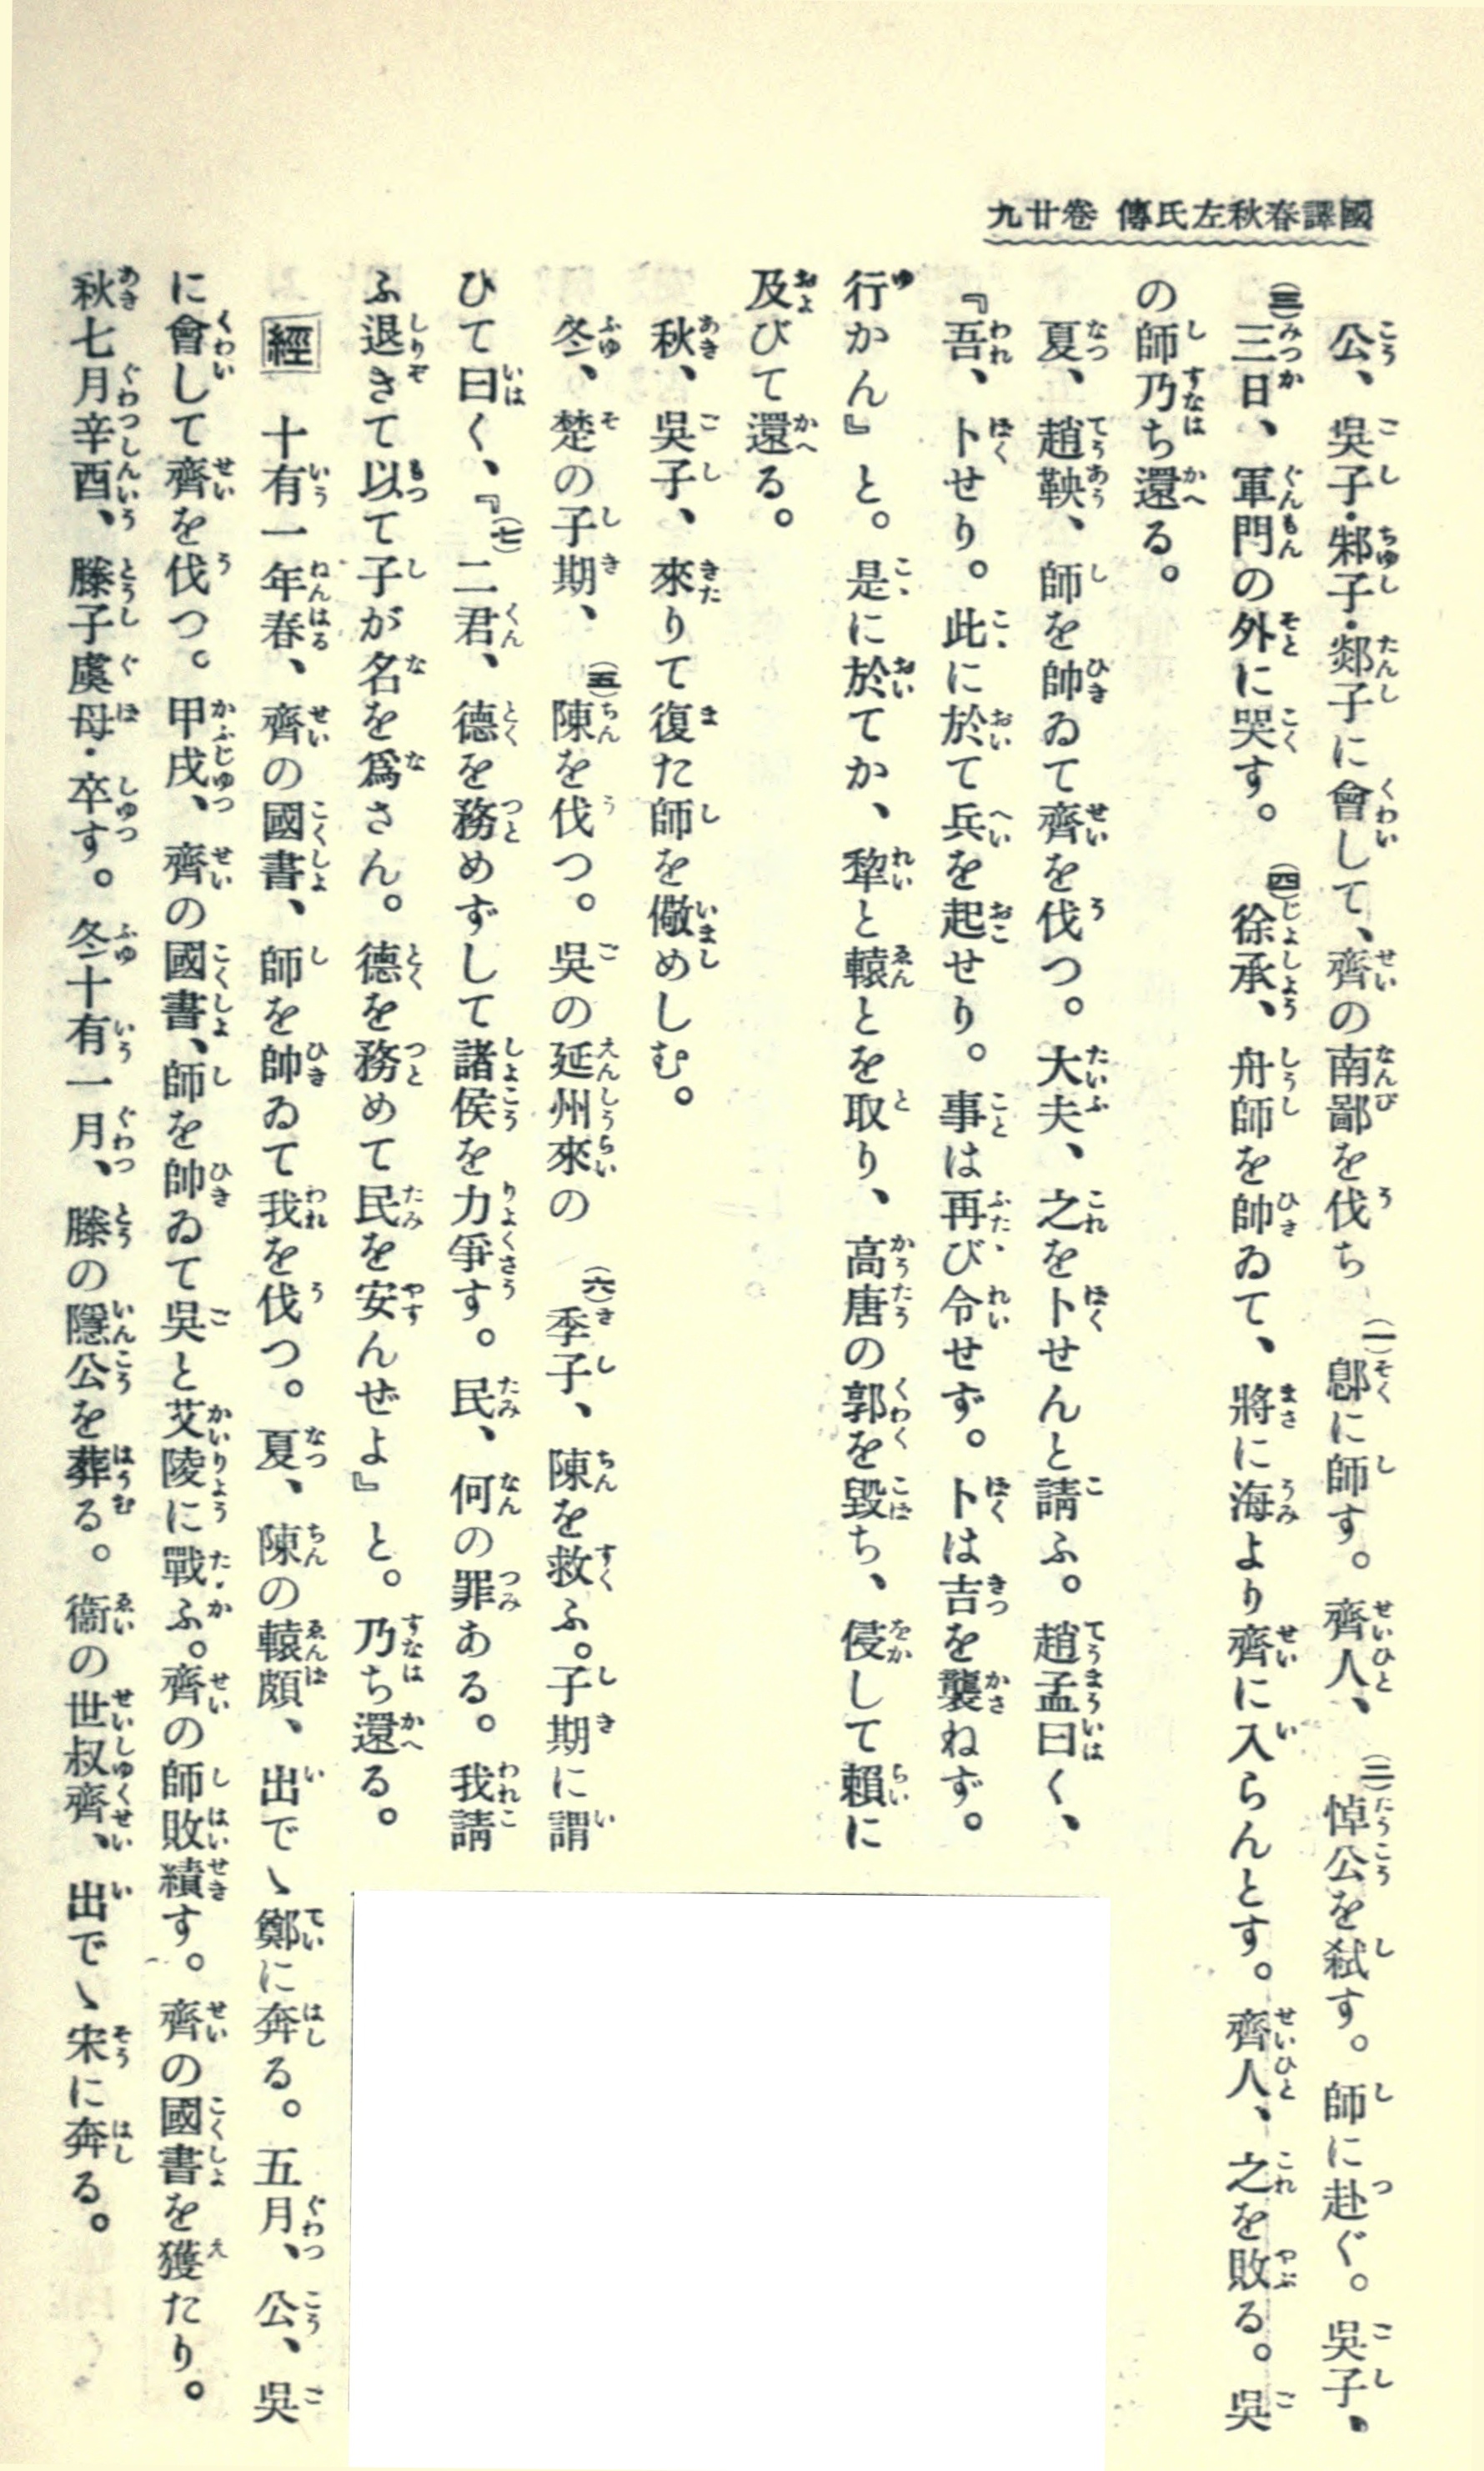 國譯春秋左氏傳 卷廿九
公、吳子・邾子・郯子に會して、齊の南鄙を伐ち(一)鄎に師す。齊人、(二)悼公を弑す。師に赴ぐ。吳子、
(三)三日、軍門の外に哭す。(四)徐承、舟師を帥ゐて、將に海より齊に入らんとす。齊人、之を敗る。吳
の師乃ち還る。
夏、趙鞅、師を帥ゐて齊を伐つ。大夫、之を卜せんと請ふ。趙孟曰く、
『吾、卜せり。此に於て兵を起せり。事は再び令せず。卜は吉を襲ねず。
行かん』と。是に於てか、犂と轅とを取り、高唐の郭を毀ち、侵して賴に
及びて還る。
秋、吳子、來りて復た師を儆めしむ。
冬、楚の子期、(五)陳を伐つ。吳の延州來の(六)季子、陳を救ふ。子期に謂
ひて曰く、『(七)二君、德を務めずして諸侯を力爭す。民、何の罪ある。我請
ふ退きて以て子が名を爲さん。德を務めて民を安んぜよ』と。乃ち還る。
經 十有一年春、齊の國書、師を帥ゐて我を伐つ。夏、陳の轅頗、出でゝ鄭に奔る。五月、公、吳
に會して齊を伐つ。甲戌、齊の國書、師を帥ゐて吳と艾陵に戰ふ。齊の師敗績す。齊の國書を獲たり。
秋七月辛酉、滕子虞母・卒す。冬十有一月、滕の隱公を葬る。衞の世叔齊、出でゝ宋に奔る。